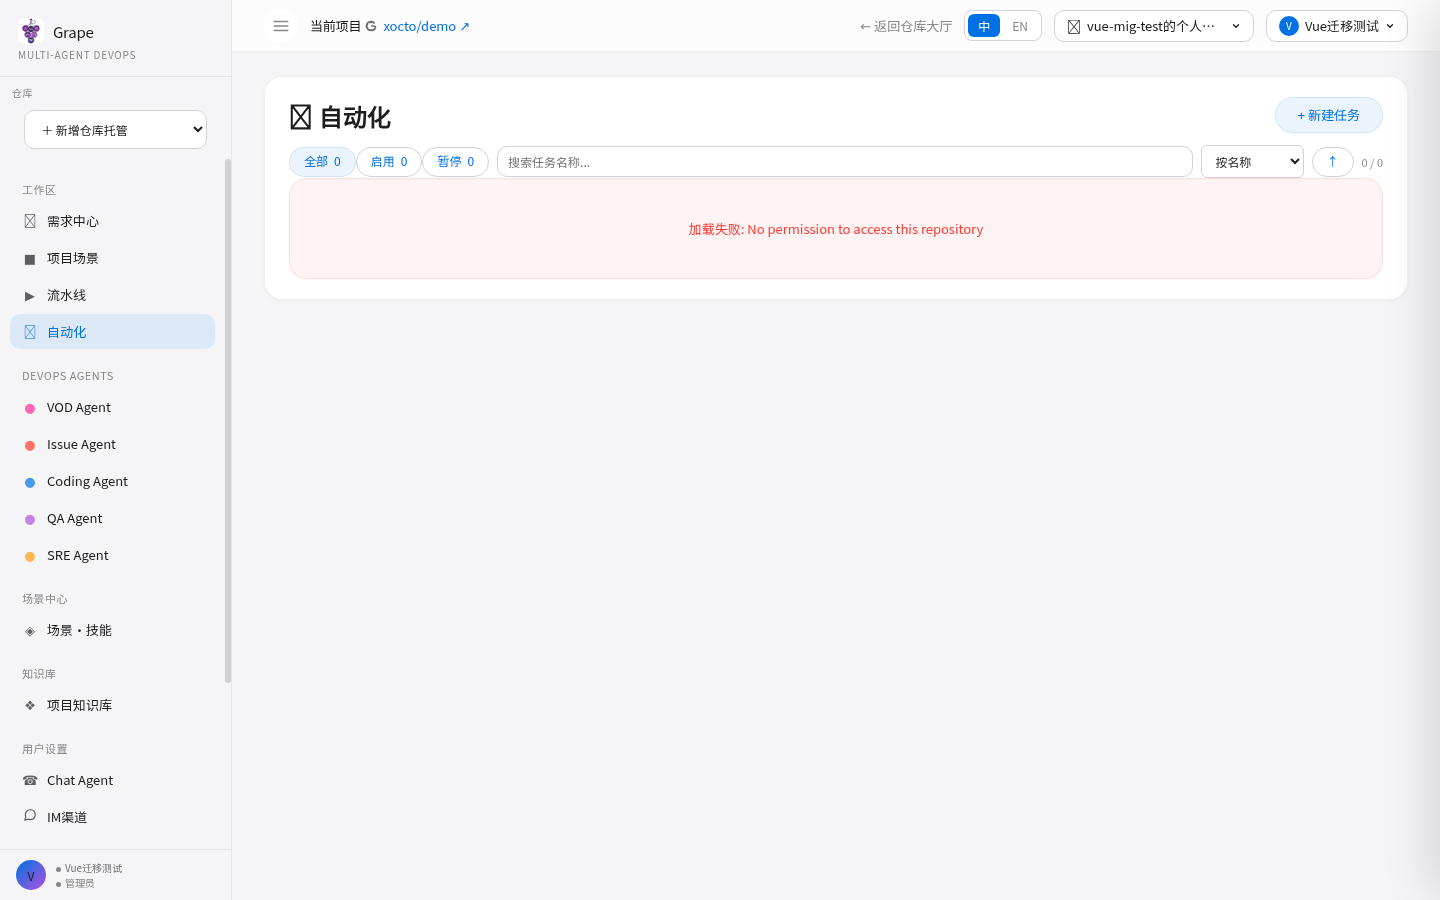 Grape
MULTI-AGENT DEVOPS
仓库
＋ 新增仓库托管
工作区
需求中心
项目场景
流水线
自动化
DEVOPS AGENTS
VOD Agent
Issue Agent
Coding Agent
QA Agent
SRE Agent
场景中心
场景・技能
知识库
项目知识库
用户设置
Chat Agent
IM渠道
V
Vue迁移测试
管理员
当前项目 G xocto/demo ↗
← 返回仓库大厅
中 EN
vue-mig-test的个人…
V Vue迁移测试
自动化
+ 新建任务
全部 0 启用 0 暂停 0 搜索任务名称... 按名称 ↑ 0 / 0
加载失败: No permission to access this repository